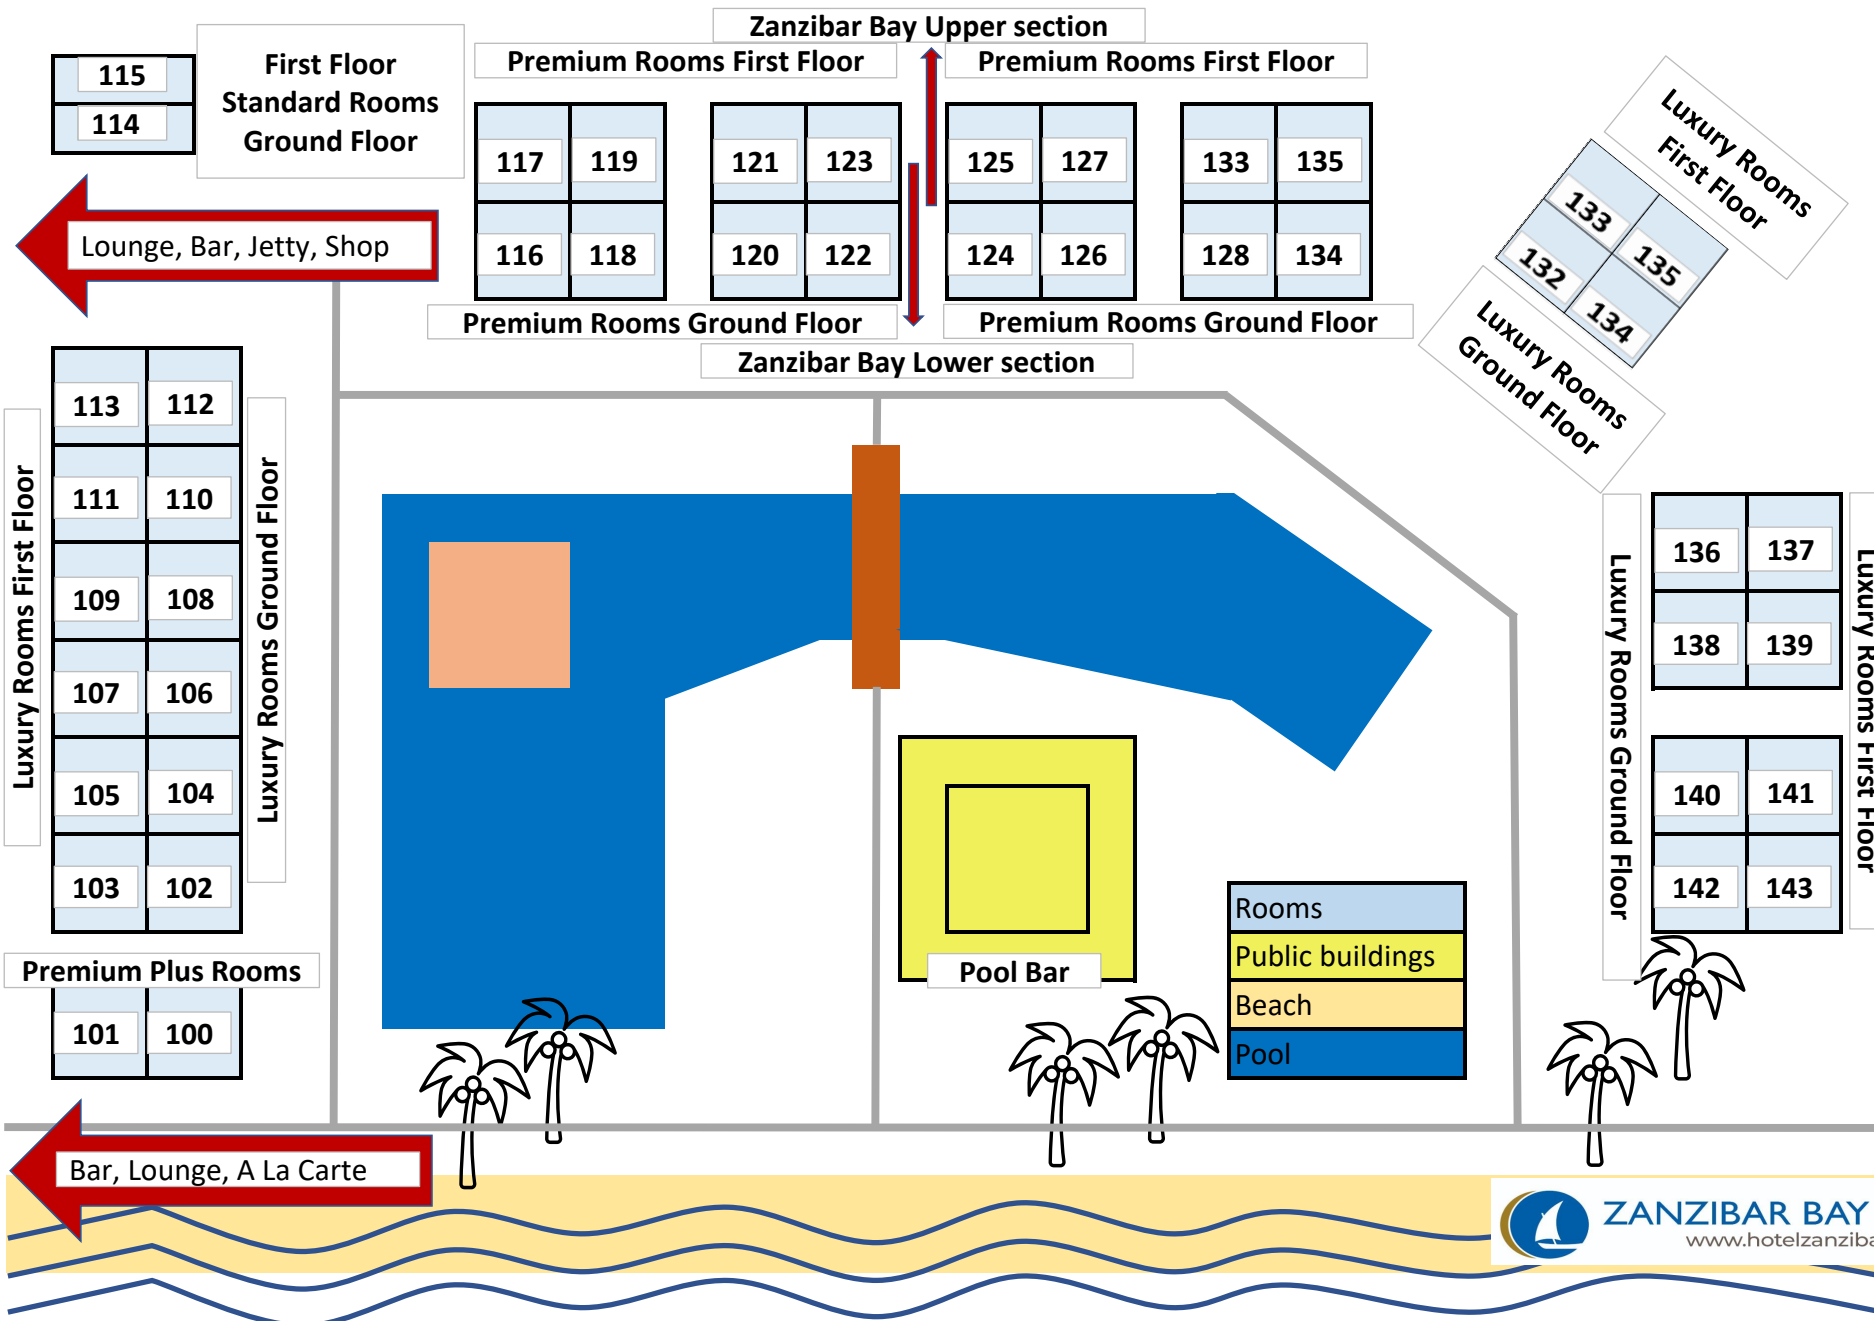 Zanzibar Bay Upper section
Premium Rooms First Floor
Premium Rooms First Floor
115
114
First Floor
Standard Rooms
Ground Floor
117 119 121 123 125 127 133 135
116 118 120 122 124 126 128 134
Premium Rooms Ground Floor
Premium Rooms Ground Floor
Zanzibar Bay Lower section
Lounge, Bar, Jetty, Shop
Luxury Rooms
First Floor
133
135
132
134
Luxury Rooms
Ground Floor
Luxury Rooms First Floor
113 112
111 110
109 108
107 106
105 104
103 102
Luxury Rooms Ground Floor
Premium Plus Rooms
101 100
Luxury Rooms Ground Floor
136 137
138 139
140 141
142 143
Luxury Rooms First Floor
Pool Bar
Rooms
Public buildings
Beach
Pool
Bar, Lounge, A La Carte
ZANZIBAR BAY
www.hotelzanziba